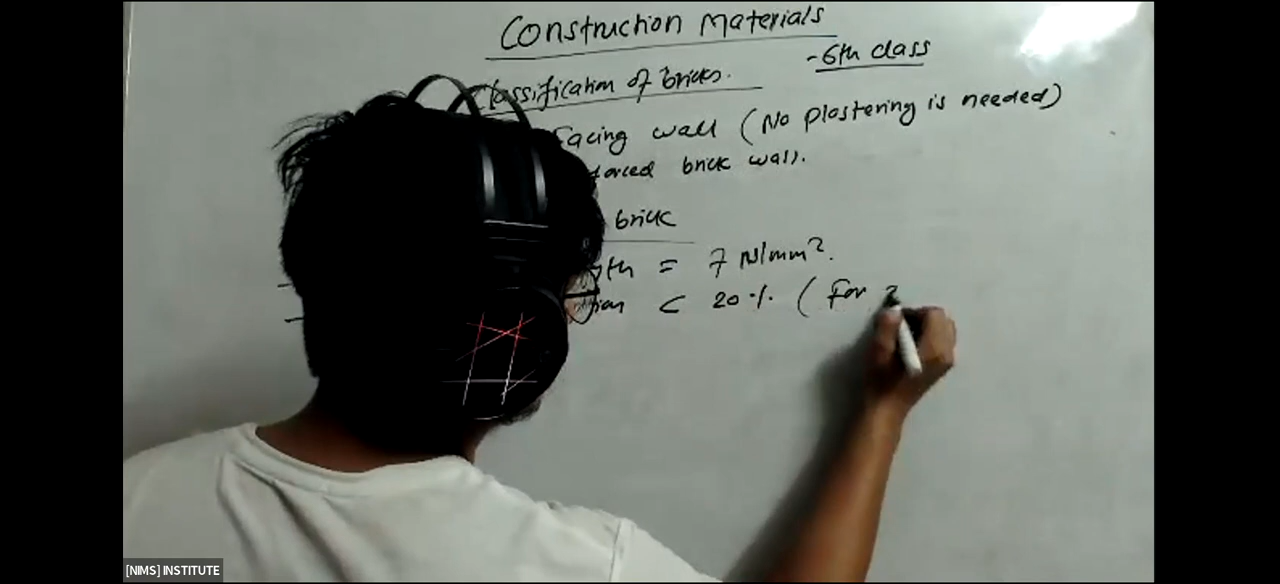 Construction Materials
-6th class
Classification of bricks.
Facing wall (No plastering is needed)
forced brick wall.
brick
gth = 7 N/mm².
tion < 20 % ( For
[NIMS] INSTITUTE